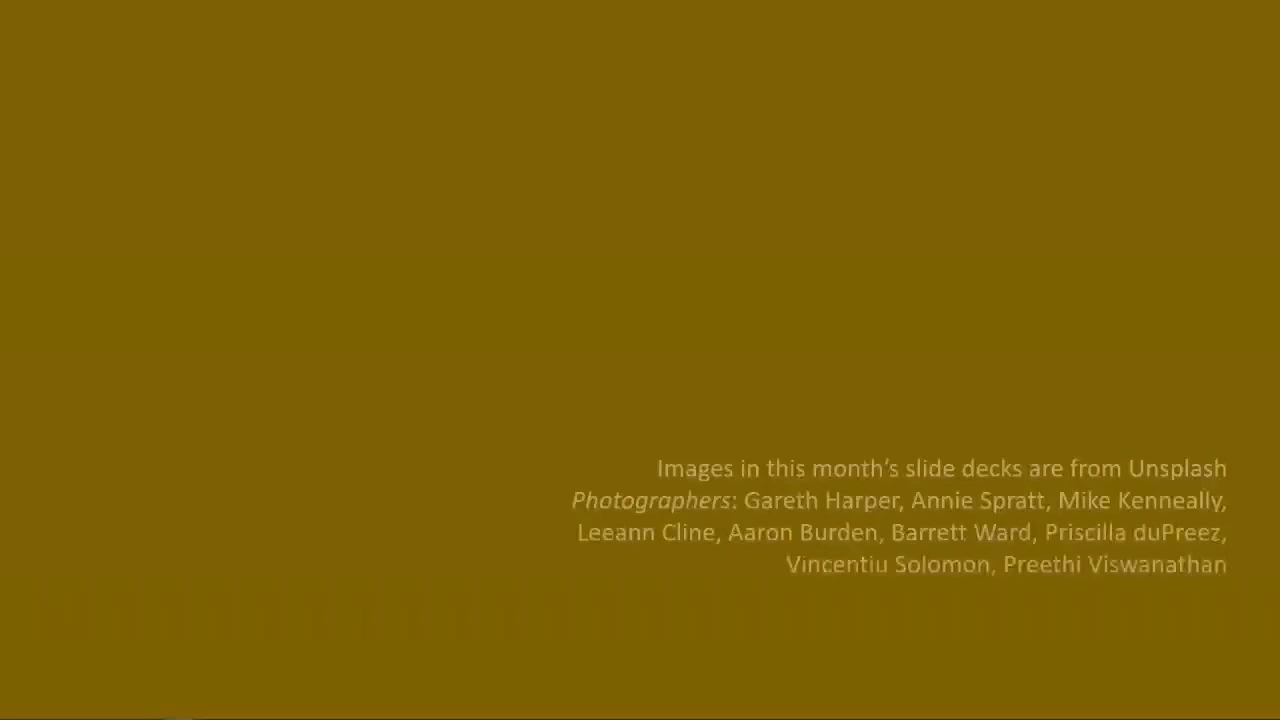 Images in this month’s slide decks are from Unsplash
Photographers: Gareth Harper, Annie Spratt, Mike Kenneally,
Leeann Cline, Aaron Burden, Barrett Ward, Priscilla duPreez,
Vincentiu Solomon, Preethi Viswanathan